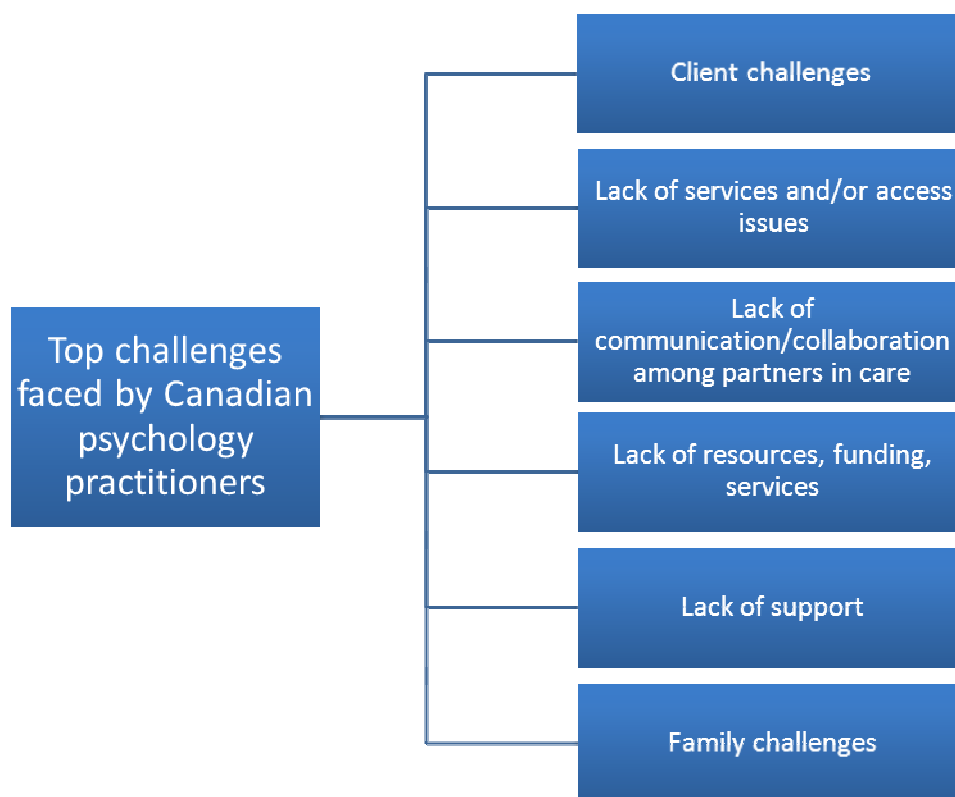 Top challenges
faced by Canadian
psychology
practitioners
Client challenges
Lack of services and/or access
issues
Lack of
communication/collaboration
among partners in care
Lack of resources, funding,
services
Lack of support
Family challenges